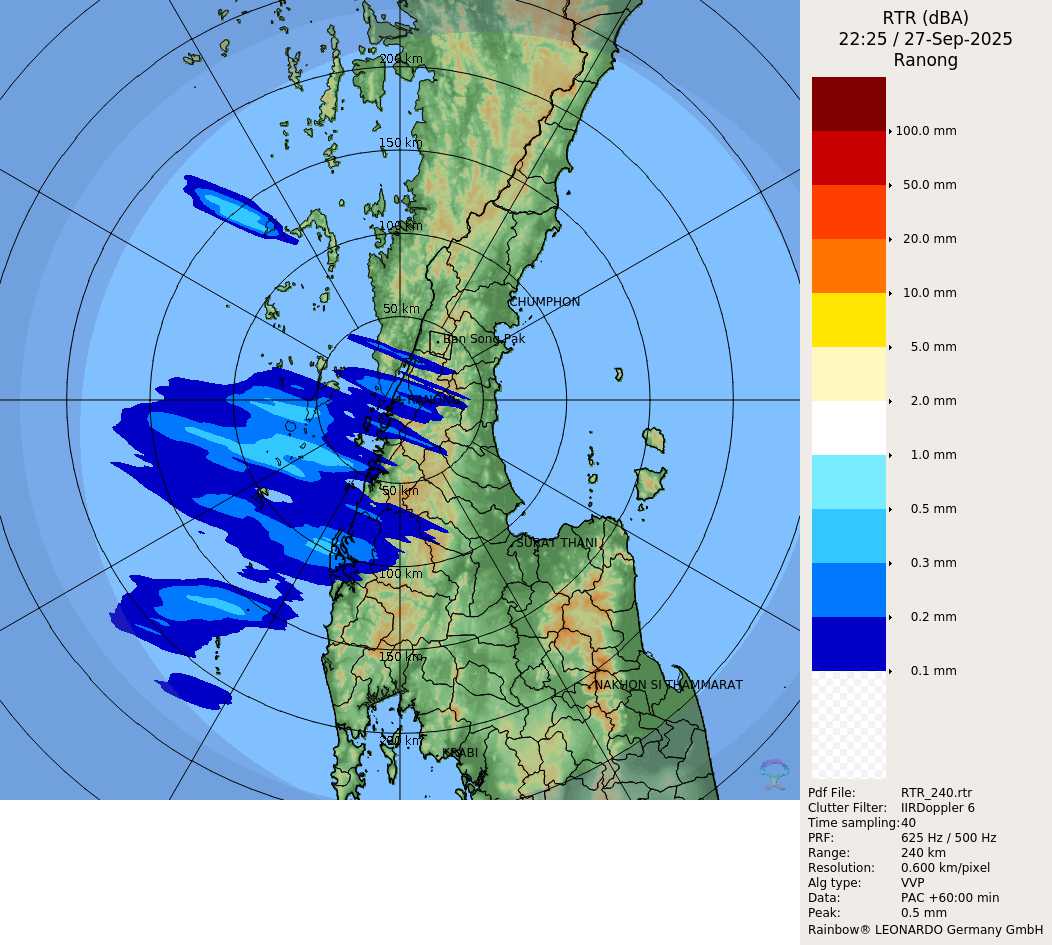 RTR (dBA)
22:25 / 27-Sep-2025
Ranong
200 km
150 km
100 km
50 km
CHUMPHON
Ban Song Pak
RANONG
50 km
SURAT THANI
100 km
150 km
NAKHON SI THAMMARAT
200 km
KRABI
100.0 mm
50.0 mm
20.0 mm
10.0 mm
5.0 mm
2.0 mm
1.0 mm
0.5 mm
0.3 mm
0.2 mm
0.1 mm
Pdf File: RTR_240.rtr
Clutter Filter: IIRDoppler 6
Time sampling:40
PRF: 625 Hz / 500 Hz
Range: 240 km
Resolution: 0.600 km/pixel
Alg type: VVP
Data: PAC +60:00 min
Peak: 0.5 mm
Rainbow® LEONARDO Germany GmbH